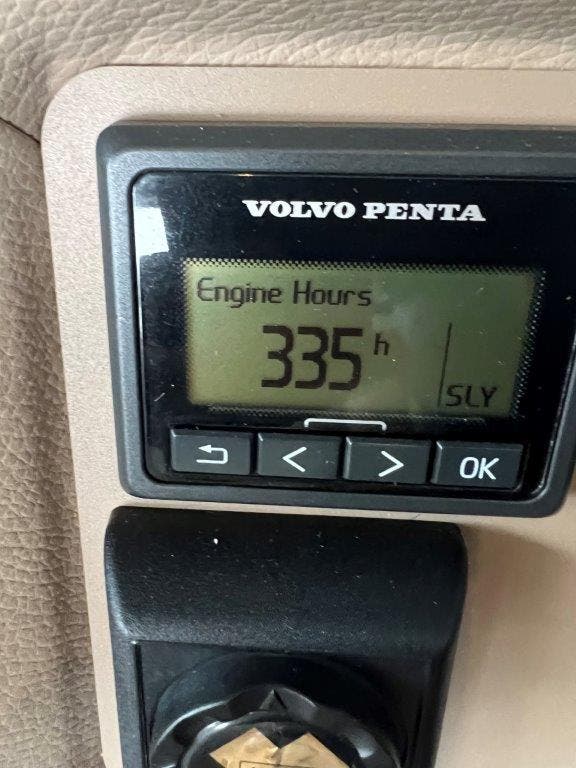 VOLVO PENTA
Engine Hours
335 h
SLY
OK